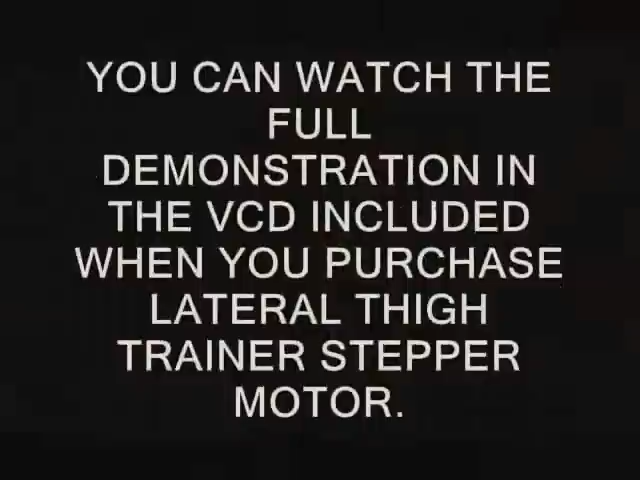 YOU CAN WATCH THE
FULL
DEMONSTRATION IN
THE VCD INCLUDED
WHEN YOU PURCHASE
LATERAL THIGH
TRAINER STEPPER
MOTOR.